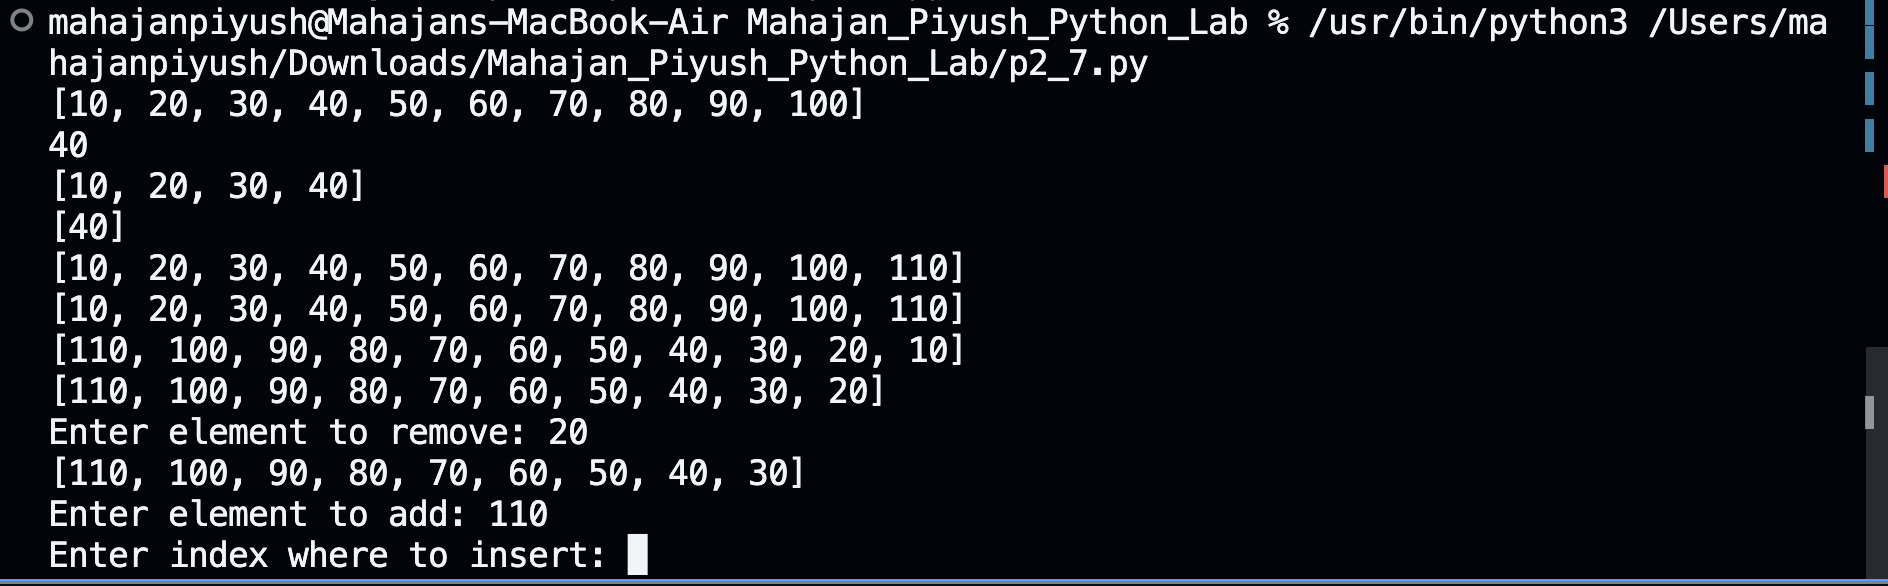 mahajanpiyush@Mahajans-MacBook-Air Mahajan_Piyush_Python_Lab % /usr/bin/python3 /Users/ma
hajanpiyush/Downloads/Mahajan_Piyush_Python_Lab/p2_7.py
[10, 20, 30, 40, 50, 60, 70, 80, 90, 100]
40
[10, 20, 30, 40]
[40]
[10, 20, 30, 40, 50, 60, 70, 80, 90, 100, 110]
[10, 20, 30, 40, 50, 60, 70, 80, 90, 100, 110]
[110, 100, 90, 80, 70, 60, 50, 40, 30, 20, 10]
[110, 100, 90, 80, 70, 60, 50, 40, 30, 20]
Enter element to remove: 20
[110, 100, 90, 80, 70, 60, 50, 40, 30]
Enter element to add: 110
Enter index where to insert: